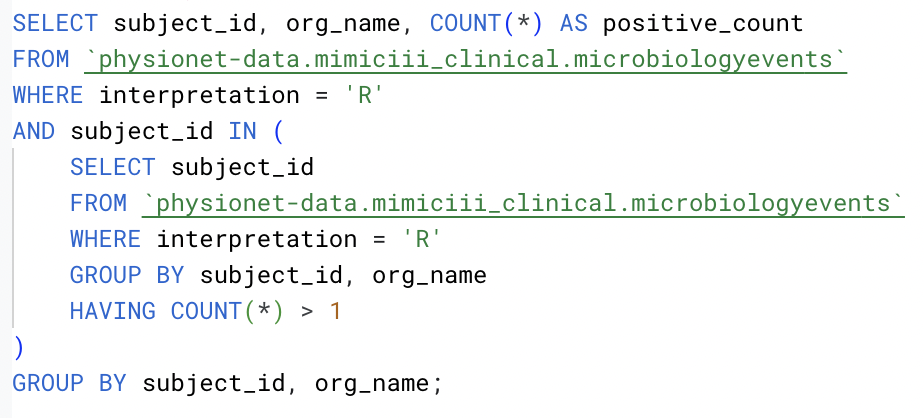 SELECT subject_id, org_name, COUNT(*) AS positive_count
FROM `physionet-data.mimiciii_clinical.microbiologyevents`
WHERE interpretation = 'R'
AND subject_id IN (
    SELECT subject_id
    FROM `physionet-data.mimiciii_clinical.microbiologyevents`
    WHERE interpretation = 'R'
    GROUP BY subject_id, org_name
    HAVING COUNT(*) > 1
)
GROUP BY subject_id, org_name;